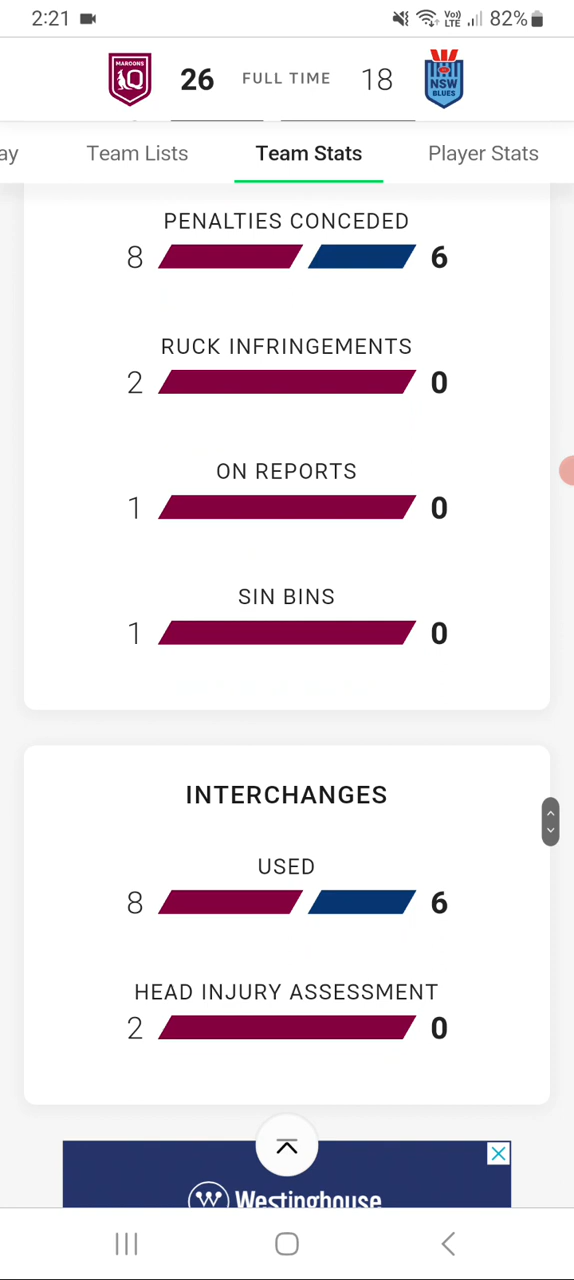 2:21
Vo))
LTE
82%
MAROONS
Q
26
FULL TIME
18
NSW
BLUES
ay
Team Lists
Team Stats
Player Stats
PENALTIES CONCEDED
8
6
RUCK INFRINGEMENTS
2
0
ON REPORTS
1
0
SIN BINS
1
0
INTERCHANGES
USED
8
6
HEAD INJURY ASSESSMENT
2
0
Westinghouse